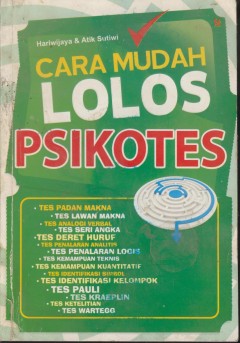 Hariwijaya & Atik Sutiwi
CARA MUDAH
LOLOS
PSIKOTES
• TES PADAN MAKNA
• TES LAWAN MAKNA
• TES ANALOGI VERBAL
• TES SERI ANGKA
• TES DERET HURUF
• TES PENALARAN ANALITIK
• TES PENALARAN LOGIS
• TES KEMAMPUAN TEKNIS
• TES KEMAMPUAN KUANTITATIF
• TES IDENTIFIKASI SIMBOL
• TES IDENTIFIKASI KELOMPOK
• TES PAULI
• TES KRAEPLIN
• TES KETELITIAN
• TES WARTEGG